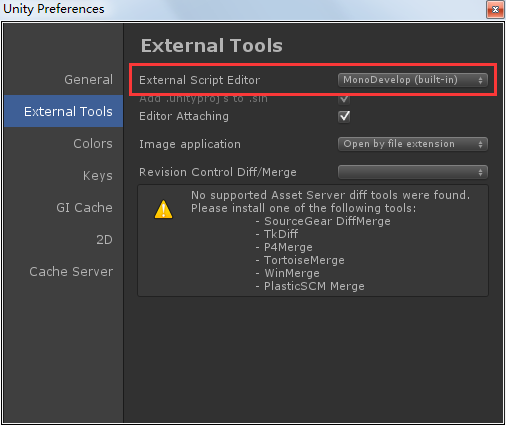 Unity Preferences
External Tools
General
External Tools
Colors
Keys
GI Cache
2D
Cache Server
External Script Editor MonoDevelop (built-in)
Add .unityproj's to .sln
Editor Attaching
Image application Open by file extension
Revision Control Diff/Merge
No supported Asset Server diff tools were found.
Please install one of the following tools:
- SourceGear DiffMerge
- TkDiff
- P4Merge
- TortoiseMerge
- WinMerge
- PlasticSCM Merge